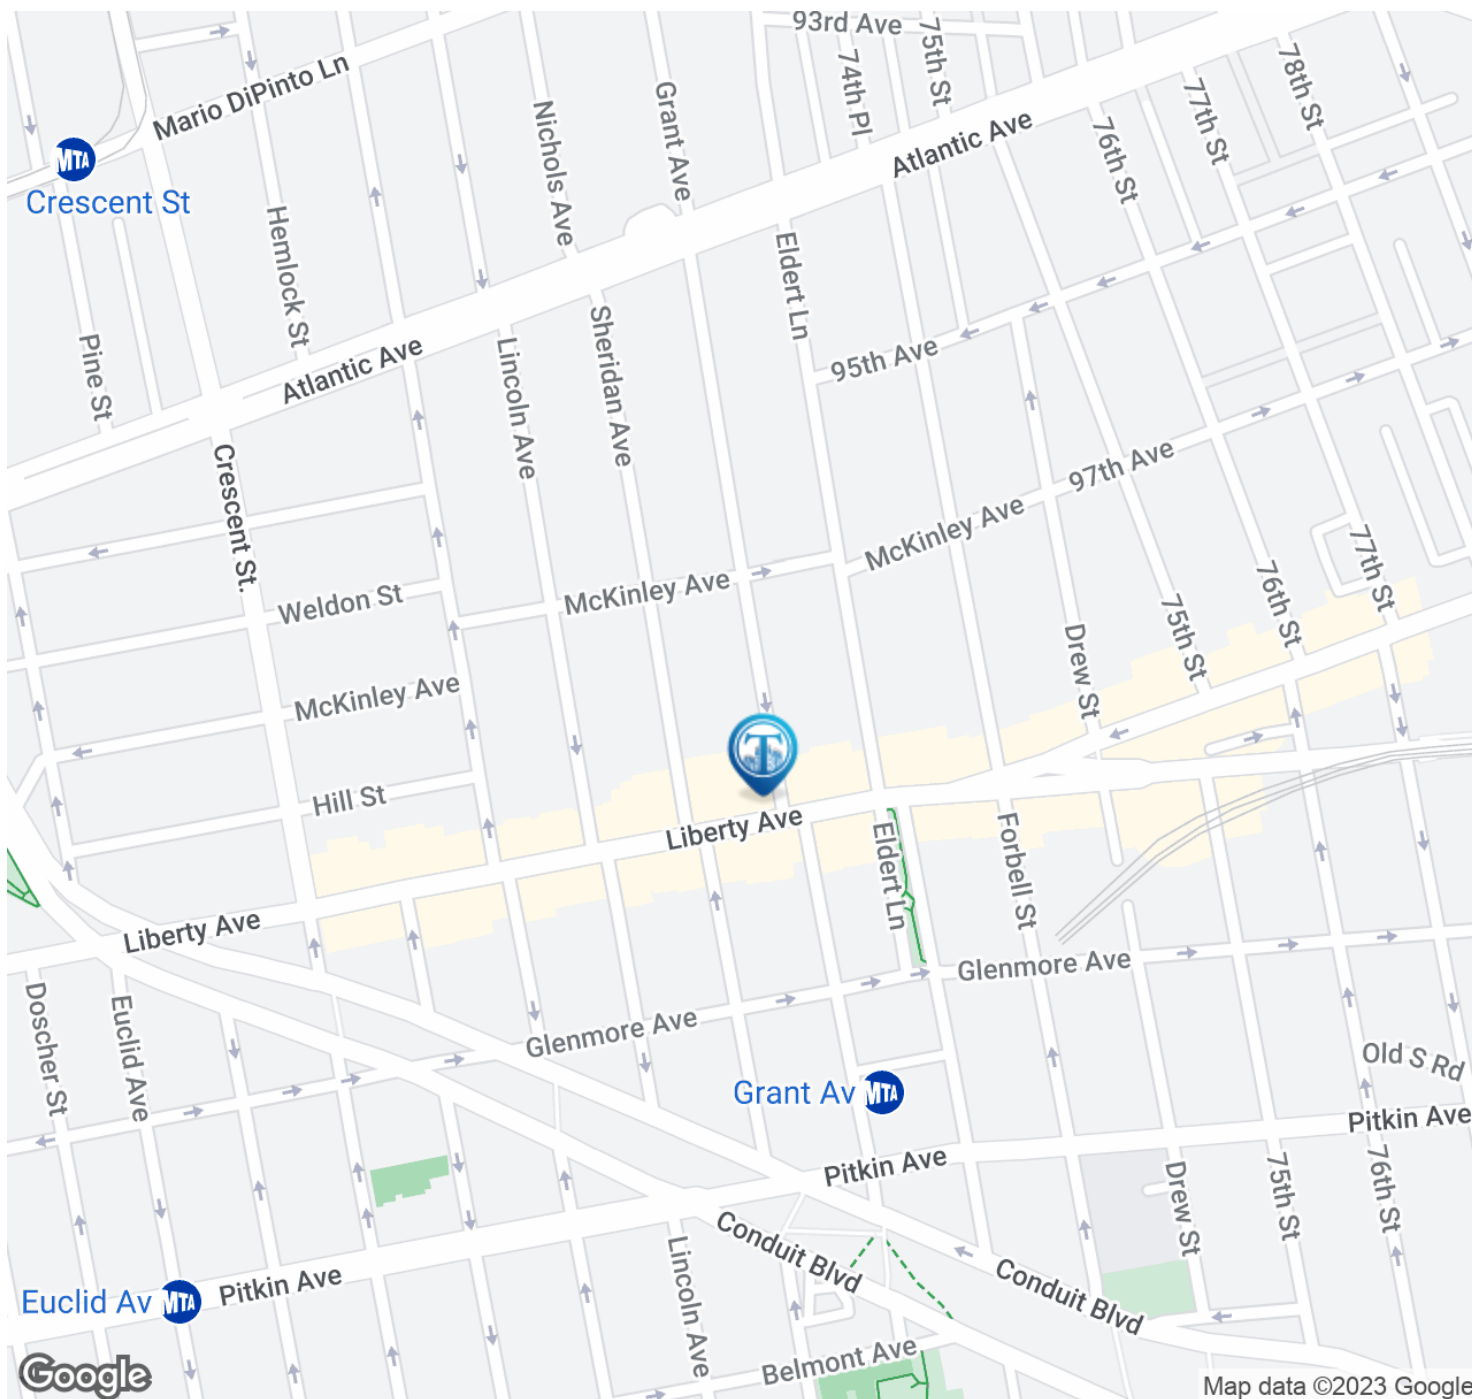 93rd Ave
75th St
74th Pl
78th St
77th St
76th St
Mario DiPinto Ln
Grant Ave
Nichols Ave
Atlantic Ave
MTA
Crescent St
Hemlock St
Eldert Ln
Pine St
Atlantic Ave
Lincoln Ave
Sheridan Ave
95th Ave
Crescent St.
97th Ave
McKinley Ave
McKinley Ave
Weldon St
77th St
76th St
75th St
Drew St
McKinley Ave
T
Hill St
Liberty Ave
Eldert Ln
Forbell St
Liberty Ave
Glenmore Ave
Doscher St
Euclid Ave
Glenmore Ave
Old S Rd
Grant Av MTA
Pitkin Ave
Pitkin Ave
Drew St
75th St
76th St
Conduit Blvd
Lincoln Ave
Conduit Blvd
Euclid Av MTA
Pitkin Ave
Belmont Ave
Google
Map data ©2023 Google